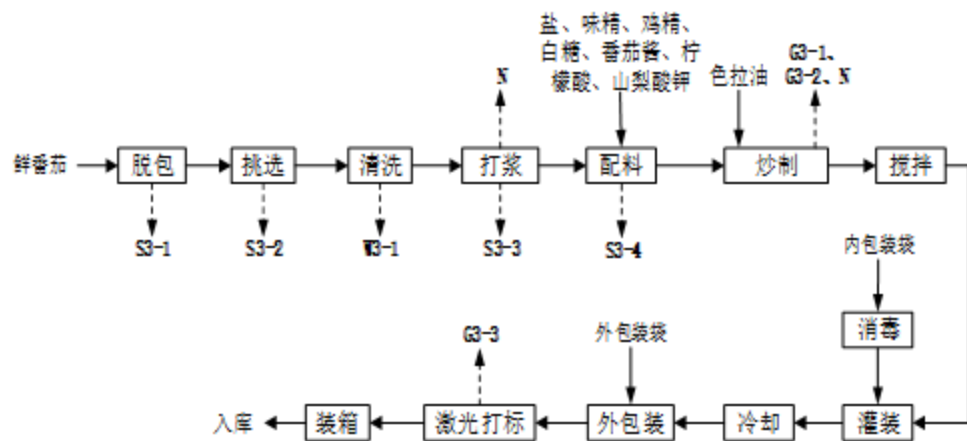 盐、味精、鸡精、
白糖、番茄酱、柠
檬酸、山梨酸钾
色拉油
G3-1、
G3-2、N
N
鲜番茄
脱包
挑选
清洗
打浆
配料
炒制
搅拌
S3-1
S3-2
W3-1
S3-3
S3-4
内包装袋
消毒
G3-3
外包装袋
入库
装箱
激光打标
外包装
冷却
灌装